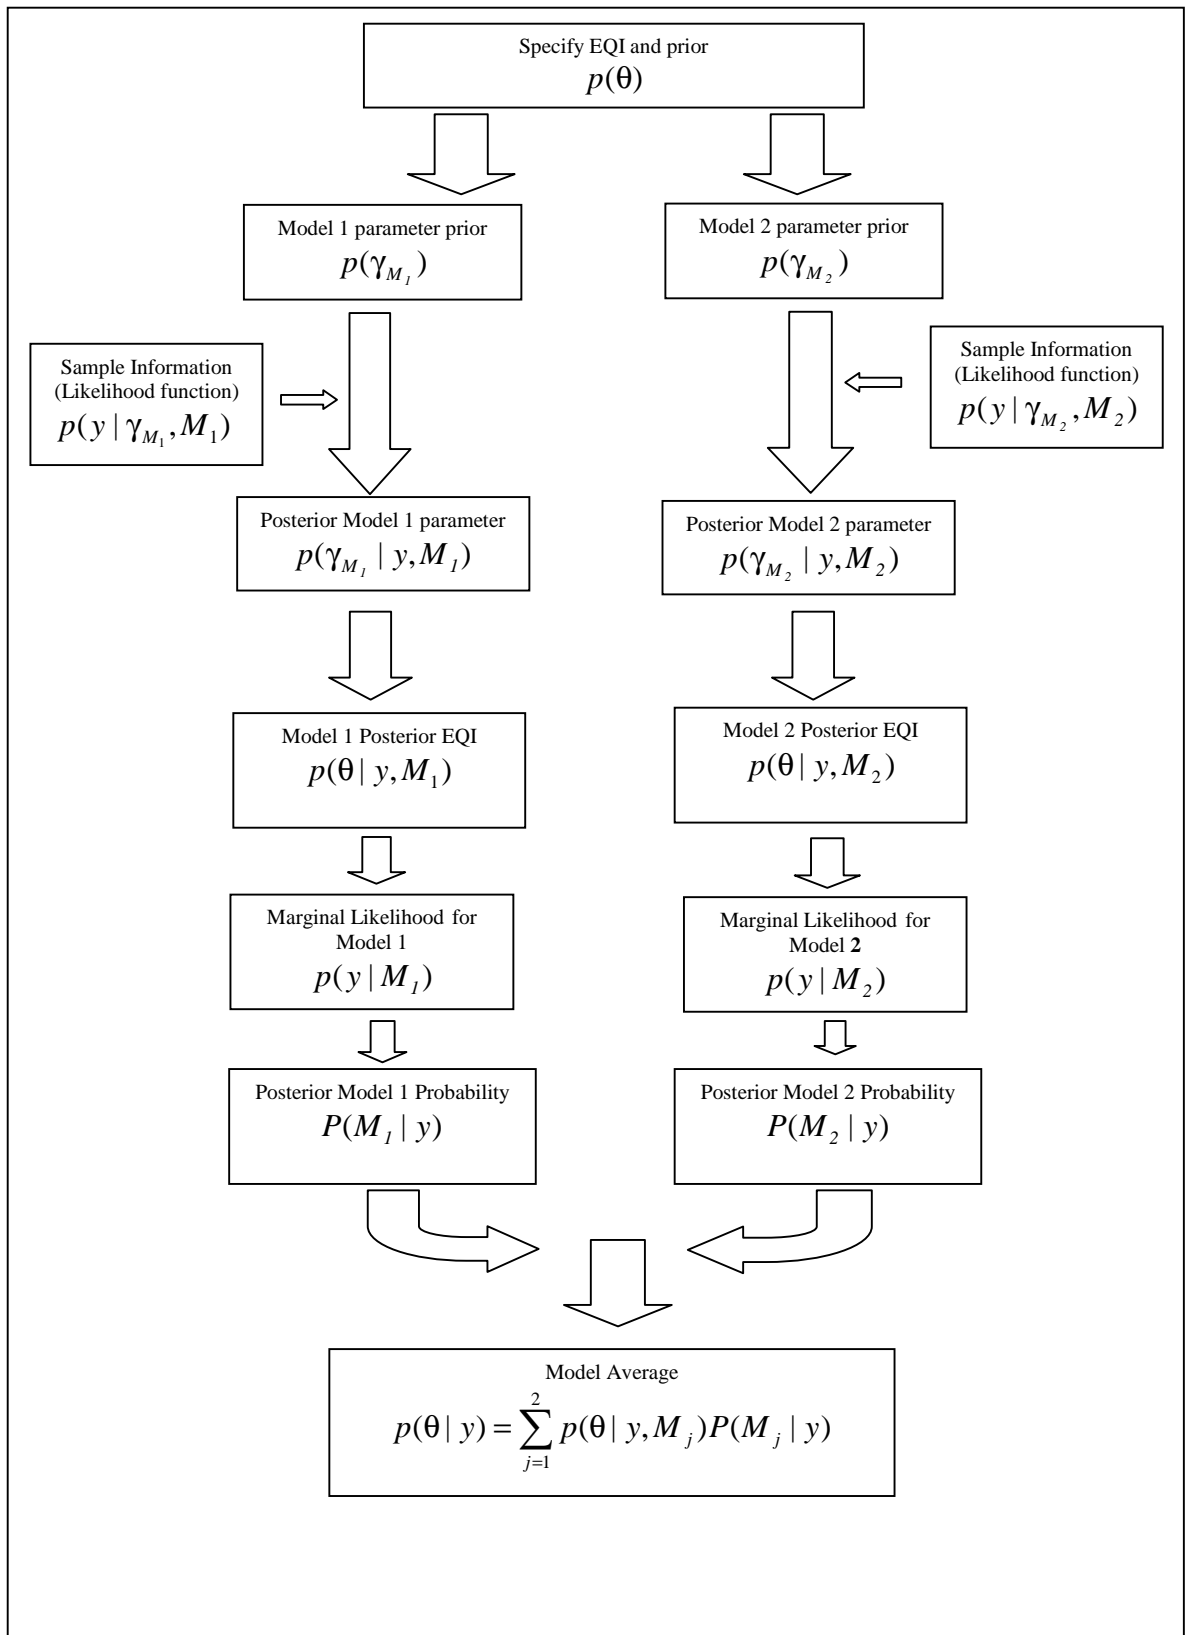 Specify EQI and prior
p(θ)
Model 1 parameter prior
p(γ_{M_1})
Model 2 parameter prior
p(γ_{M_2})
Sample Information
(Likelihood function)
p(y | γ_{M_1}, M_1)
Sample Information
(Likelihood function)
p(y | γ_{M_2}, M_2)
Posterior Model 1 parameter
p(γ_{M_1} | y, M_1)
Posterior Model 2 parameter
p(γ_{M_2} | y, M_2)
Model 1 Posterior EQI
p(θ | y, M_1)
Model 2 Posterior EQI
p(θ | y, M_2)
Marginal Likelihood for
Model 1
p(y | M_1)
Marginal Likelihood for
Model 2
p(y | M_2)
Posterior Model 1 Probability
P(M_1 | y)
Posterior Model 2 Probability
P(M_2 | y)
Model Average
p(θ | y) = ∑_{j=1}^{2} p(θ | y, M_j)P(M_j | y)